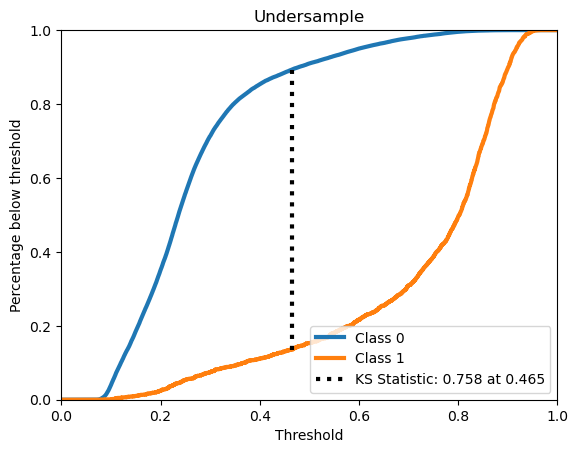 Undersample
1.0
0.8
0.6
0.4
0.2
0.0
Percentage below threshold
Class 0
Class 1
KS Statistic: 0.758 at 0.465
0.0 0.2 0.4 0.6 0.8 1.0
Threshold